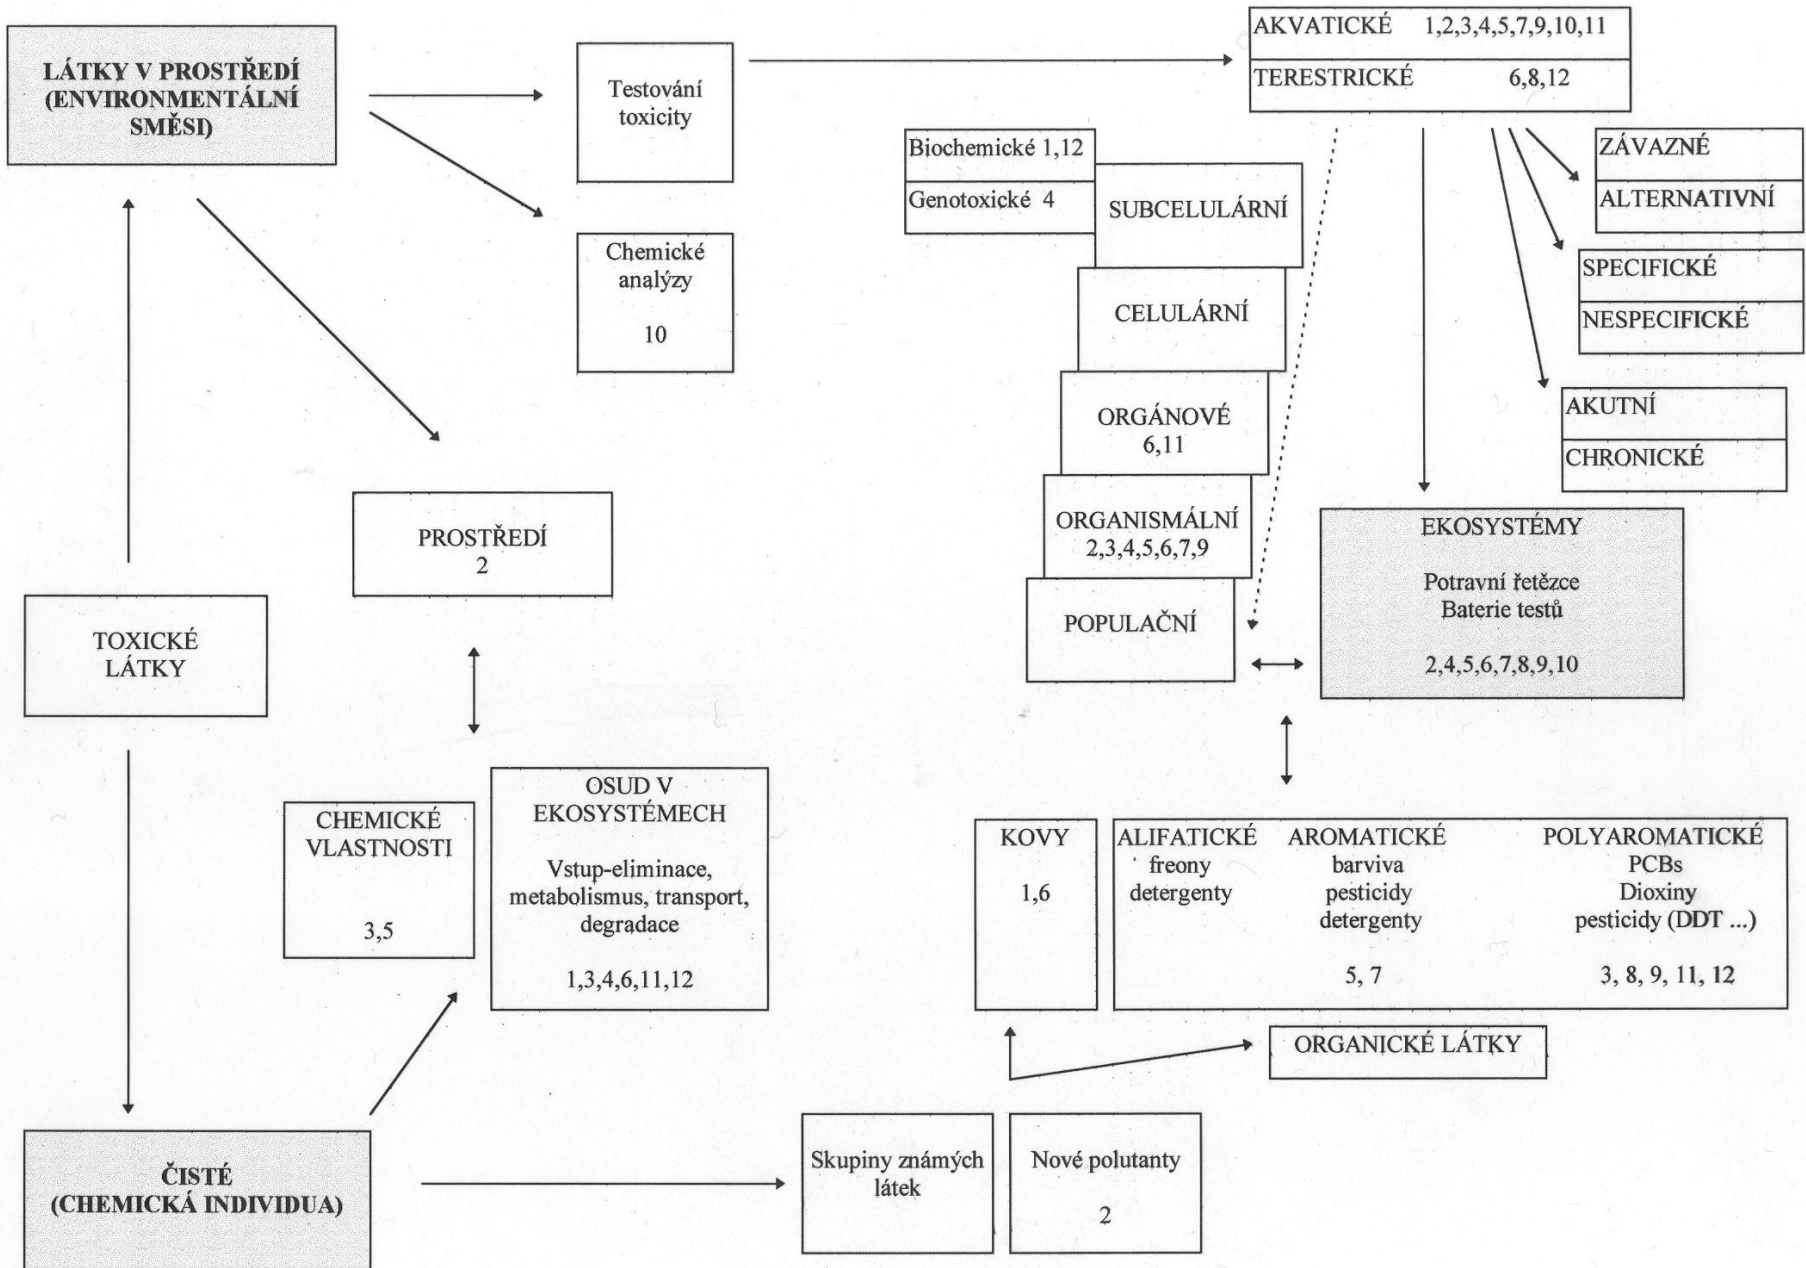 LÁTKY V PROSTŘEDÍ
(ENVIRONMENTÁLNÍ
SMĚSI)
Testování
toxicity
AKVATICKÉ 1,2,3,4,5,7,9,10,11
TERESTRICKÉ 6,8,12
Chemické
analýzy
10
Biochemické 1,12
Genotoxické 4
SUBCELULÁRNÍ
CELULÁRNÍ
ORGÁNOVÉ
6,11
ORGANISMÁLNÍ
2,3,4,5,6,7,9
POPULAČNÍ
ZÁVAZNÉ
ALTERNATIVNÍ
SPECIFICKÉ
NESPECIFICKÉ
AKUTNÍ
CHRONICKÉ
EKOSYSTÉMY
Potravní řetězce
Baterie testů
2,4,5,6,7,8,9,10
PROSTŘEDÍ
2
TOXICKÉ
LÁTKY
CHEMICKÉ
VLASTNOSTI
3,5
OSUD V
EKOSYSTÉMECH
Vstup-eliminace,
metabolismus, transport,
degradace
1,3,4,6,11,12
KOVY
1,6
ALIFATICKÉ
freony
detergenty
AROMATICKÉ
barviva
pesticidy
detergenty
5, 7
POLYAROMATICKÉ
PCBs
Dioxiny
pesticidy (DDT ...)
3, 8, 9, 11, 12
ORGANICKÉ LÁTKY
ČISTÉ
(CHEMICKÁ INDIVIDUA)
Skupiny známých
látek
Nové polutanty
2